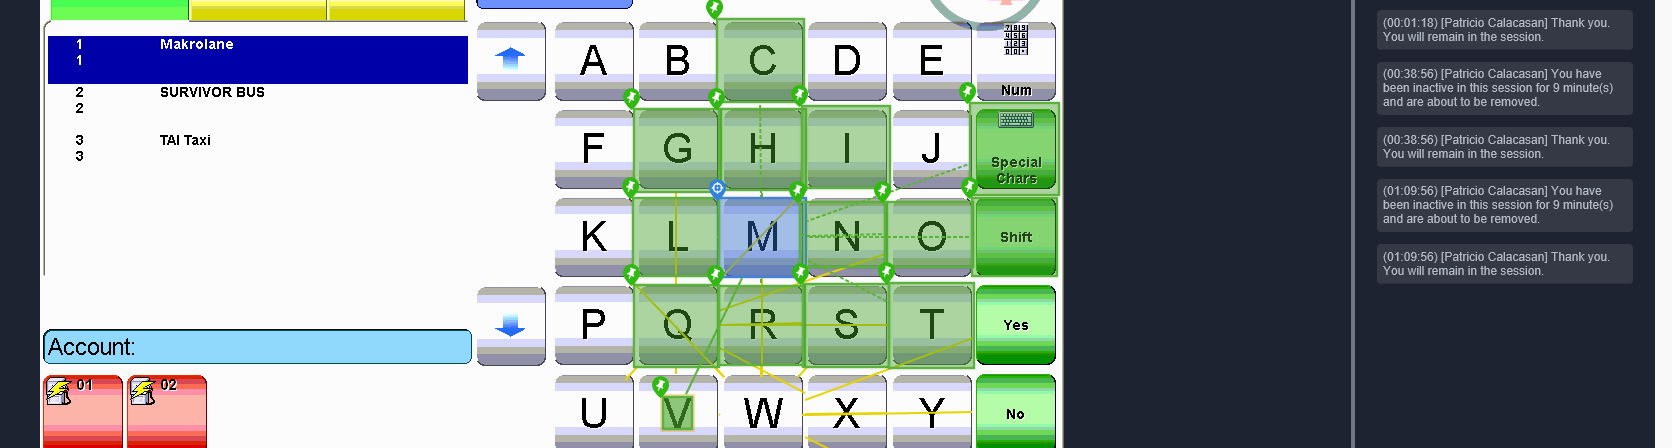 1 Makrolane
1
2 SURVIVOR BUS
2
3 TAI Taxi
3
Account:
01 02
A B C D E Num
F G H I J Special Chars
K L M N O Shift
P Q R S T Yes
U V W X Y No
(00:01:18) [Patricio Calacasan] Thank you.
You will remain in the session.
(00:38:56) [Patricio Calacasan] You have
been inactive in this session for 9 minute(s)
and are about to be removed.
(00:38:56) [Patricio Calacasan] Thank you.
You will remain in the session.
(01:09:56) [Patricio Calacasan] You have
been inactive in this session for 9 minute(s)
and are about to be removed.
(01:09:56) [Patricio Calacasan] Thank you.
You will remain in the session.